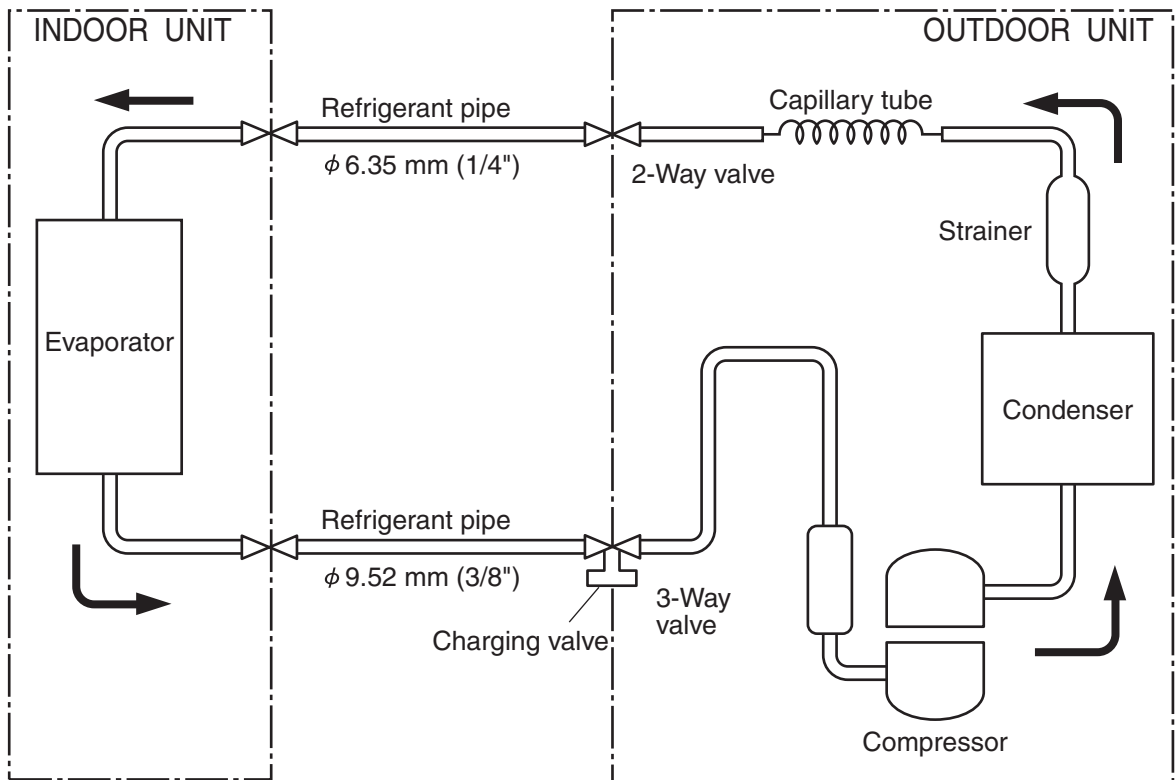 INDOOR UNIT
OUTDOOR UNIT
Refrigerant pipe
ϕ 6.35 mm (1/4")
Capillary tube
2-Way valve
Strainer
Evaporator
Condenser
Refrigerant pipe
ϕ 9.52 mm (3/8")
Charging valve
3-Way
valve
Compressor